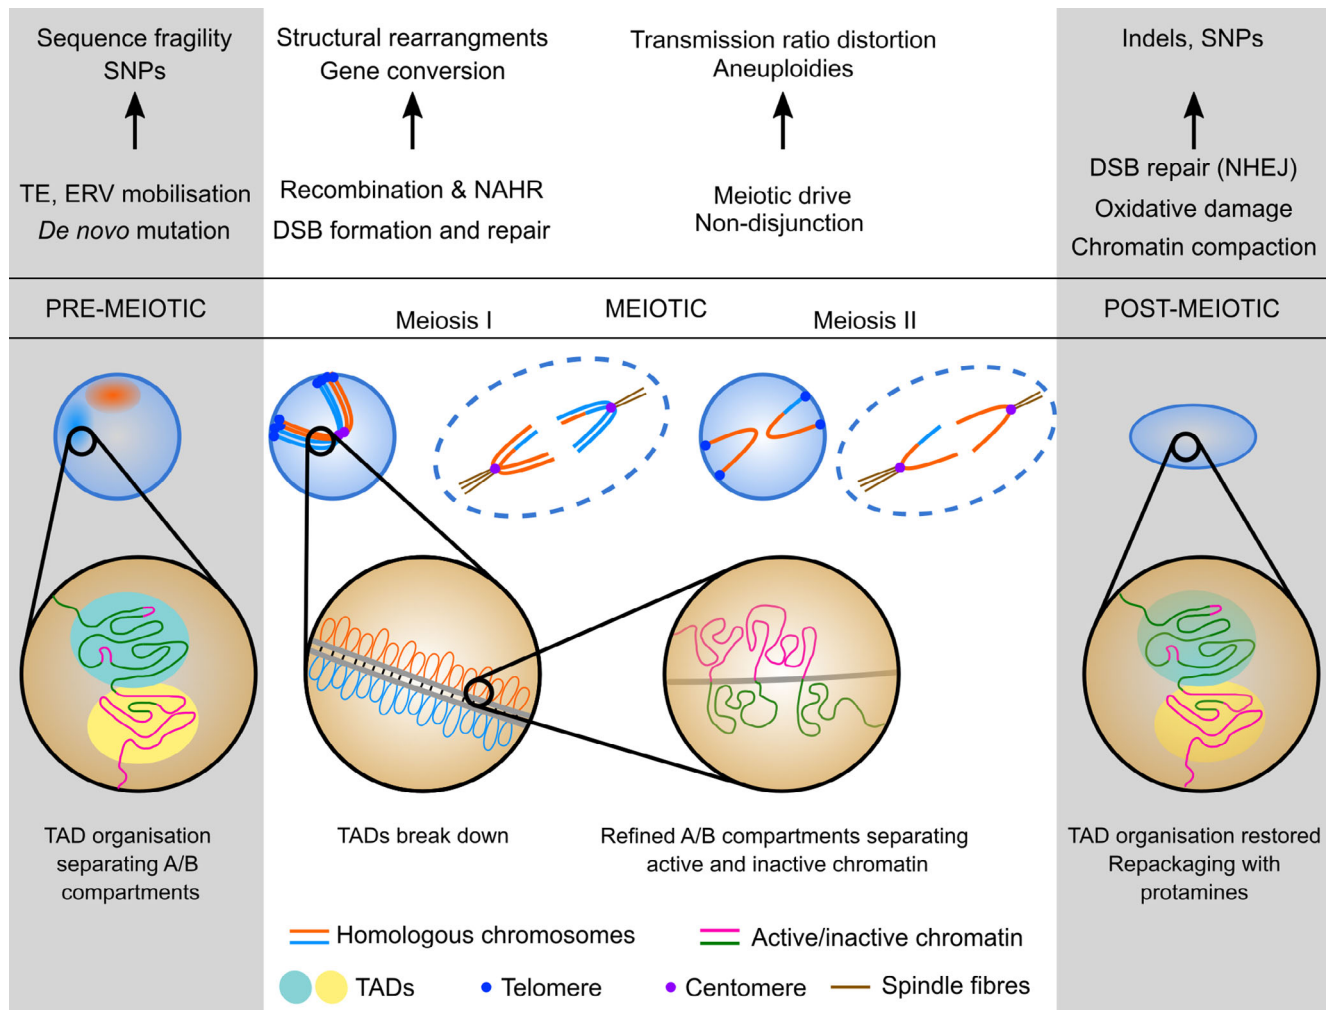 Sequence fragility
SNPs
TE, ERV mobilisation
De novo mutation
Structural rearrangments
Gene conversion
Recombination & NAHR
DSB formation and repair
Transmission ratio distortion
Aneuploidies
Meiotic drive
Non-disjunction
Indels, SNPs
DSB repair (NHEJ)
Oxidative damage
Chromatin compaction
PRE-MEIOTIC
Meiosis I
MEIOTIC
Meiosis II
POST-MEIOTIC
TAD organisation
separating A/B
compartments
TADs break down
Refined A/B compartments separating
active and inactive chromatin
TAD organisation restored
Repackaging with
protamines
Homologous chromosomes
Active/inactive chromatin
TADs
Telomere
Centomere
Spindle fibres